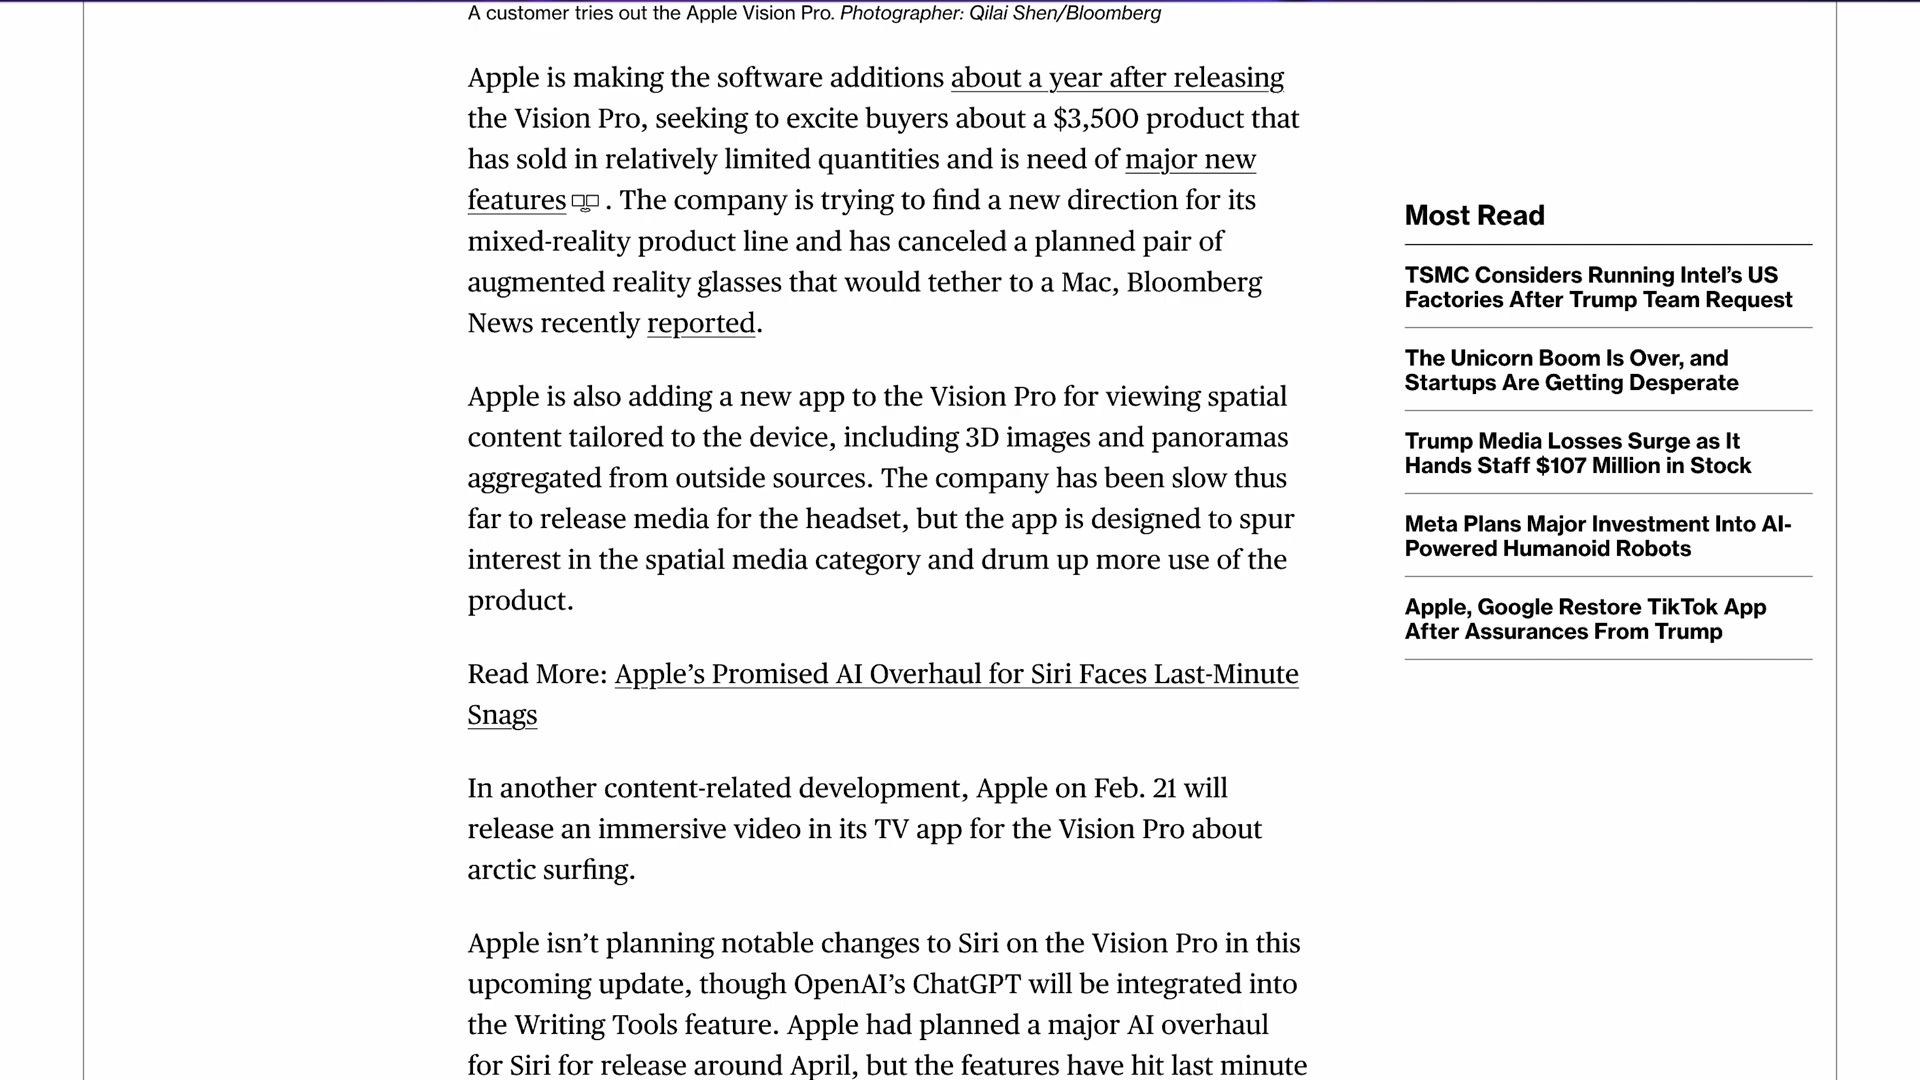 A customer tries out the Apple Vision Pro. Photographer: Qilai Shen/Bloomberg
Apple is making the software additions about a year after releasing
the Vision Pro, seeking to excite buyers about a $3,500 product that
has sold in relatively limited quantities and is need of major new
features . The company is trying to find a new direction for its
mixed-reality product line and has canceled a planned pair of
augmented reality glasses that would tether to a Mac, Bloomberg
News recently reported.
Apple is also adding a new app to the Vision Pro for viewing spatial
content tailored to the device, including 3D images and panoramas
aggregated from outside sources. The company has been slow thus
far to release media for the headset, but the app is designed to spur
interest in the spatial media category and drum up more use of the
product.
Read More: Apple’s Promised AI Overhaul for Siri Faces Last-Minute
Snags
In another content-related development, Apple on Feb. 21 will
release an immersive video in its TV app for the Vision Pro about
arctic surfing.
Apple isn’t planning notable changes to Siri on the Vision Pro in this
upcoming update, though OpenAI’s ChatGPT will be integrated into
the Writing Tools feature. Apple had planned a major AI overhaul
for Siri for release around April, but the features have hit last minute
Most Read
TSMC Considers Running Intel’s US
Factories After Trump Team Request
The Unicorn Boom Is Over, and
Startups Are Getting Desperate
Trump Media Losses Surge as It
Hands Staff $107 Million in Stock
Meta Plans Major Investment Into AI-
Powered Humanoid Robots
Apple, Google Restore TikTok App
After Assurances From Trump